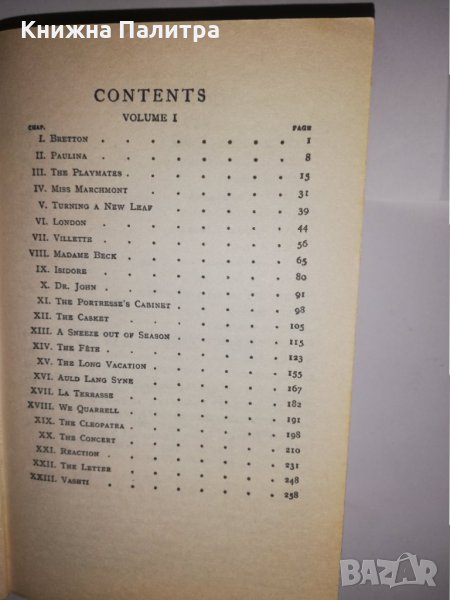 Книжна Палитра
CONTENTS
VOLUME I
CHAP. PAGE
I. BRETTON . . . . . . . . 1
II. PAULINA . . . . . . . . 8
III. THE PLAYMATES . . . . . . . 15
IV. MISS MARCHMONT . . . . . . 31
V. TURNING A NEW LEAF . . . . . 39
VI. LONDON . . . . . . . . 44
VII. VILLETTE . . . . . . . . 56
VIII. MADAME BECK . . . . . . . 65
IX. ISIDORE . . . . . . . . 80
X. DR. JOHN . . . . . . . . 91
XI. THE PORTRESSE'S CABINET . . . . 98
XII. THE CASKET . . . . . . . 105
XIII. A SNEEZE OUT OF SEASON . . . . 115
XIV. THE FÊTE . . . . . . . 123
XV. THE LONG VACATION . . . . . 155
XVI. AULD LANG SYNE . . . . . . 167
XVII. LA TERRASSE . . . . . . . 182
XVIII. WE QUARRELL . . . . . . . 191
XIX. THE CLEOPATRA . . . . . . 198
XX. THE CONCERT . . . . . . . 210
XXI. REACTION . . . . . . . 231
XXII. THE LETTER . . . . . . . 248
XXIII. VASHTI . . . . . . . . 258
BAZAR